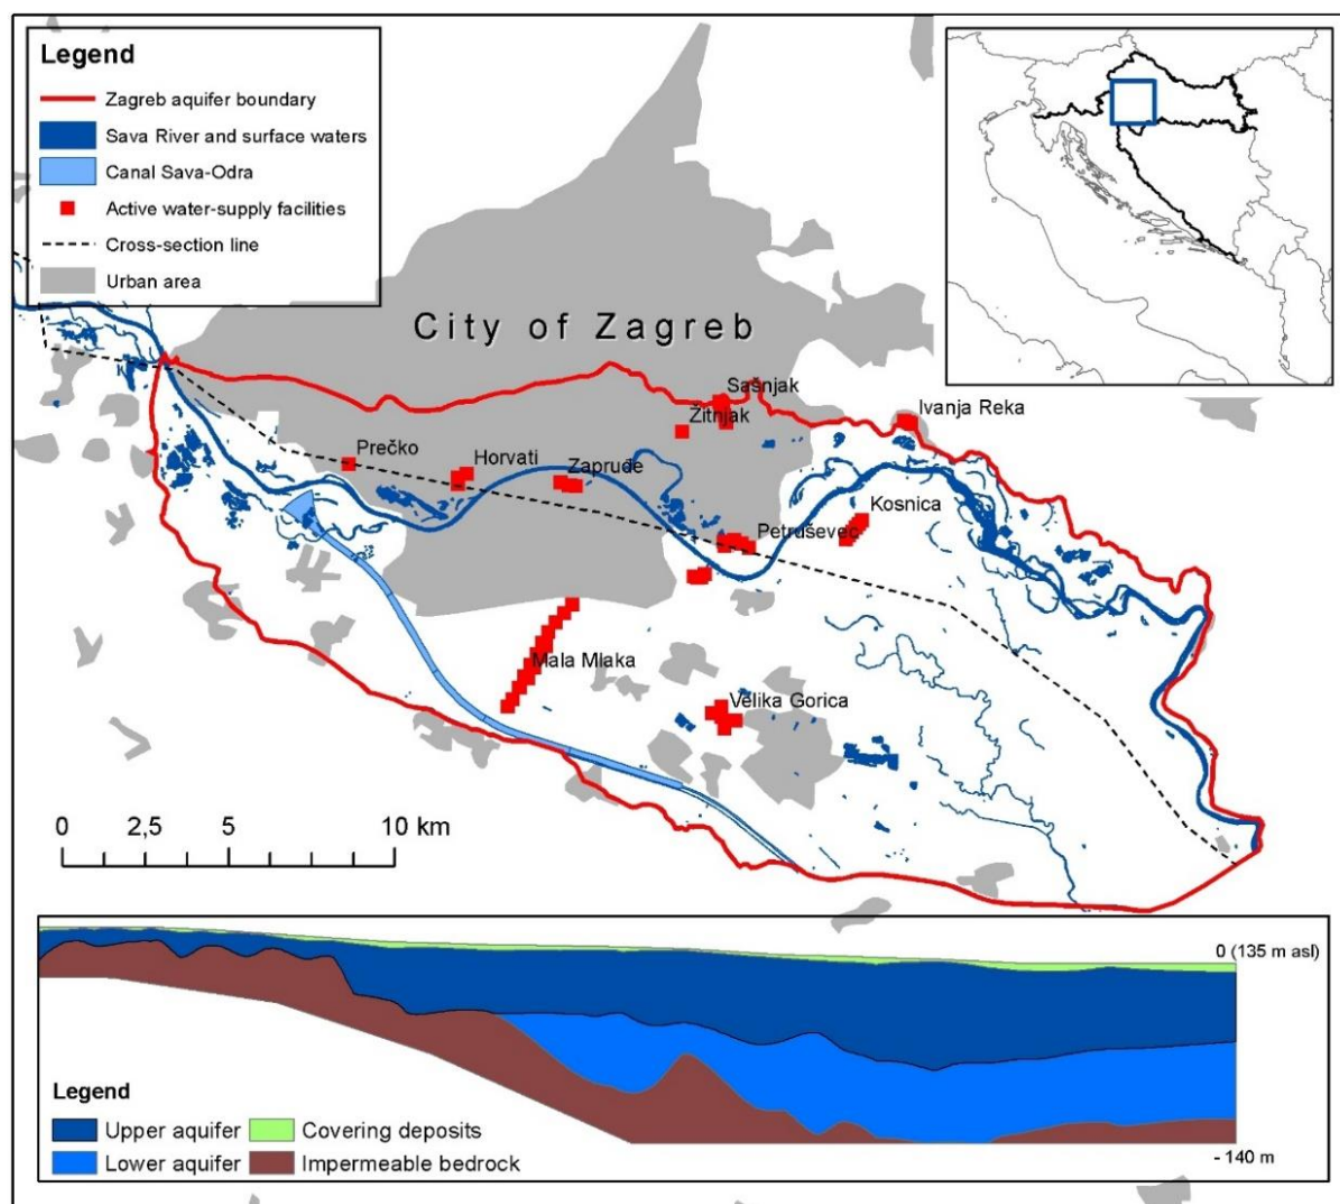 Legend
Zagreb aquifer boundary
Sava River and surface waters
Canal Sava-Odra
Active water-supply facilities
Cross-section line
Urban area
City of Zagreb
Sašnjak
Žitnjak
Ivanja Reka
Prečko
Horvati
Zapruđe
Kosnica
Petruševec
Mala Mlaka
Velika Gorica
0 2,5 5 10 km
0 (135 m asl)
Legend
Upper aquifer
Covering deposits
Lower aquifer
Impermeable bedrock
- 140 m